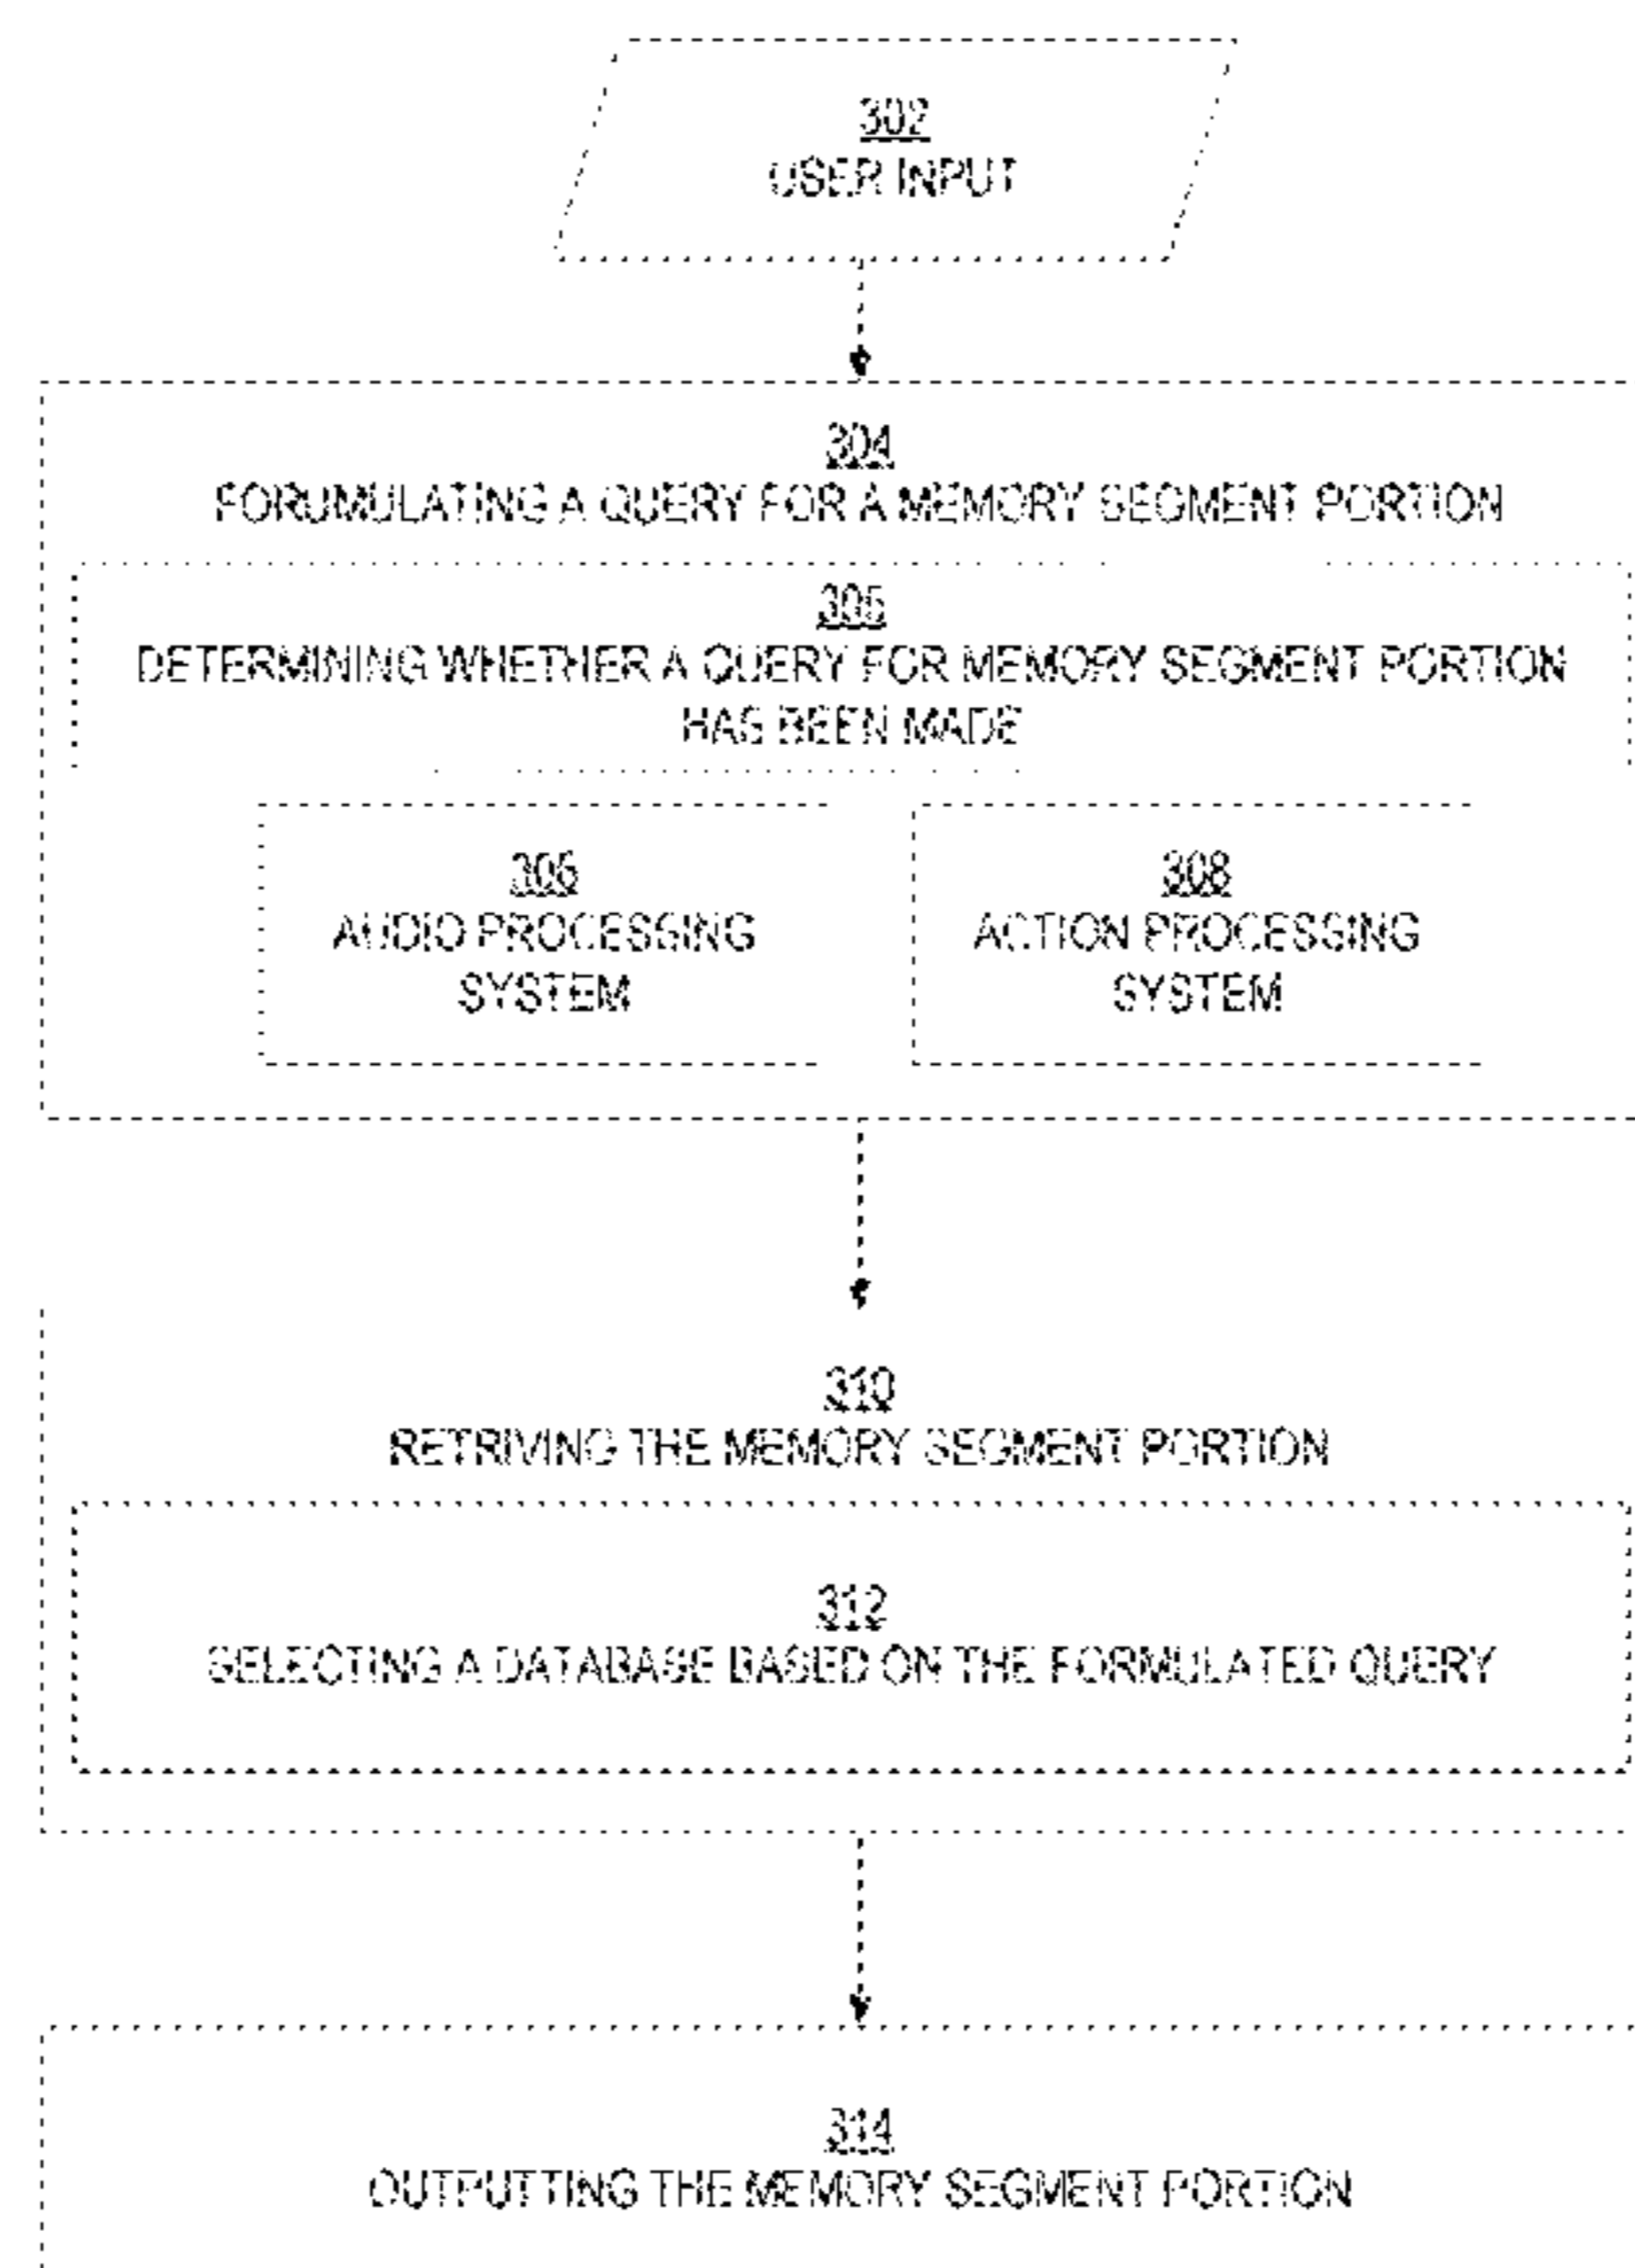 302
USER INPUT
304
FORUMULATING A QUERY FOR A MEMORY SEGMENT PORTION
305
DETERMINING WHETHER A QUERY FOR MEMORY SEGMENT PORTION
HAS BEEN MADE
306
AUDIO PROCESSING
SYSTEM
308
ACTION PROCESSING
SYSTEM
310
RETRIVING THE MEMORY SEGMENT PORTION
312
SELECTING A DATABASE BASED ON THE FORMULATED QUERY
314
OUTPUTTING THE MEMORY SEGMENT PORTION